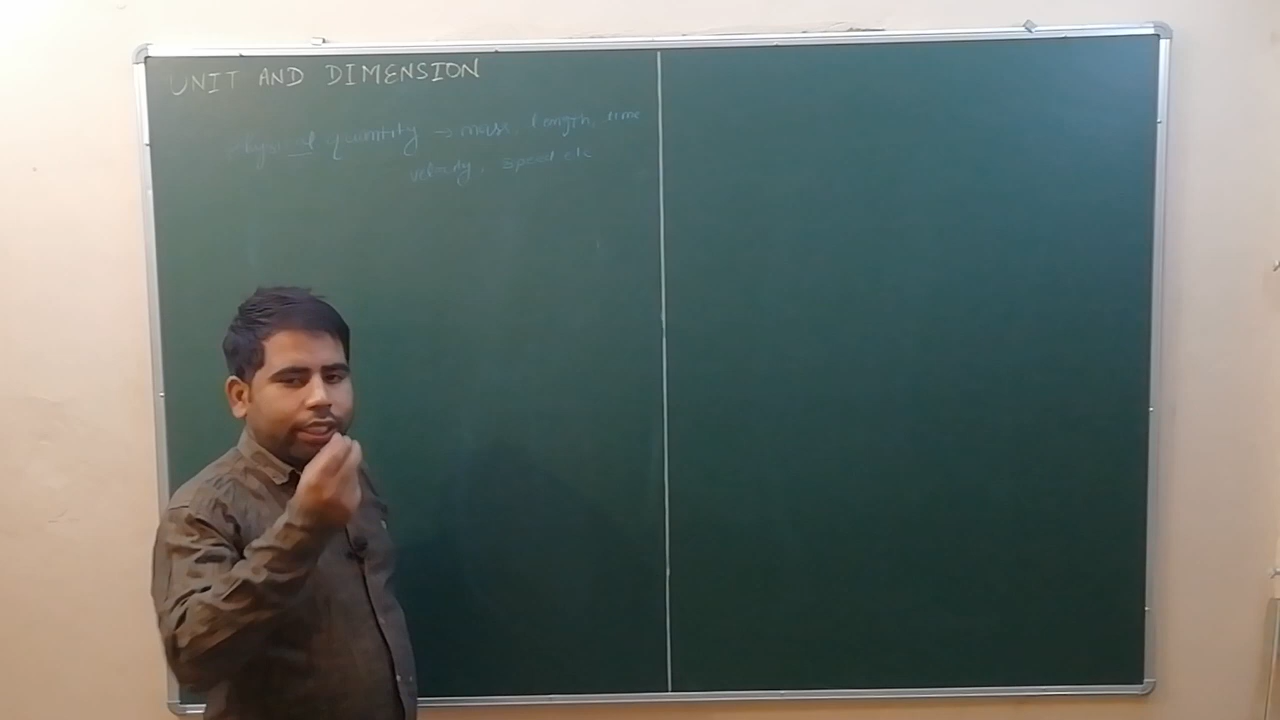 UNIT AND DIMENSION
physical quantity → mass, length, time
velocity, speed etc